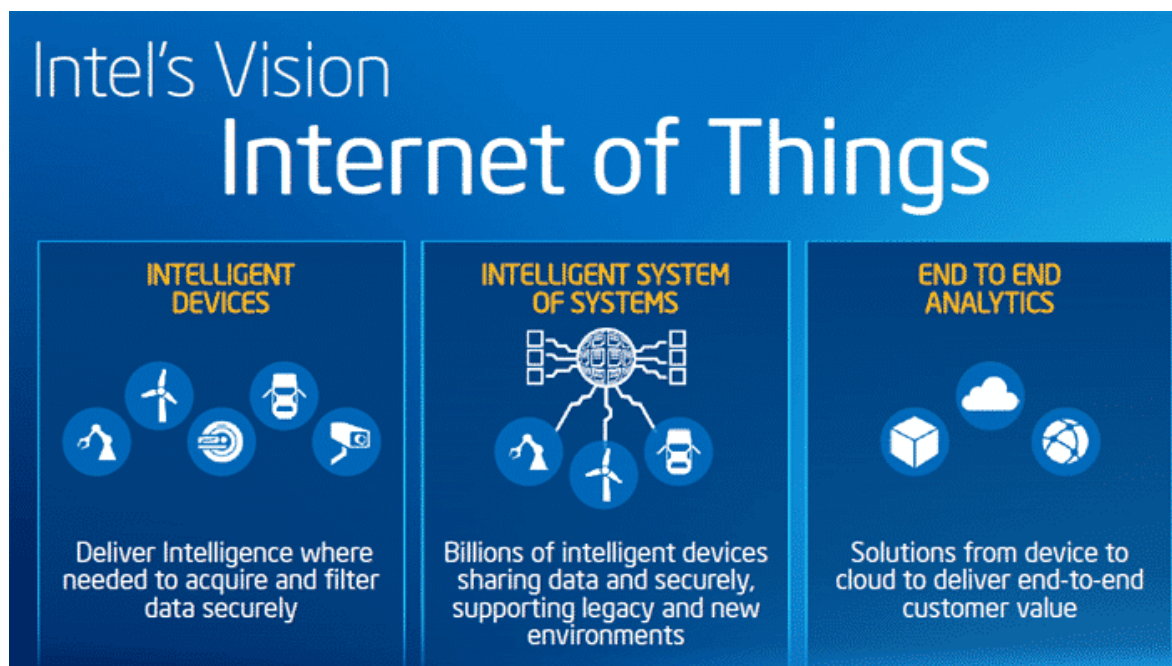 Intel's Vision
Internet of Things
INTELLIGENT
DEVICES
Deliver Intelligence where
needed to acquire and filter
data securely
INTELLIGENT SYSTEM
OF SYSTEMS
Billions of intelligent devices
sharing data and securely,
supporting legacy and new
environments
END TO END
ANALYTICS
Solutions from device to
cloud to deliver end-to-end
customer value